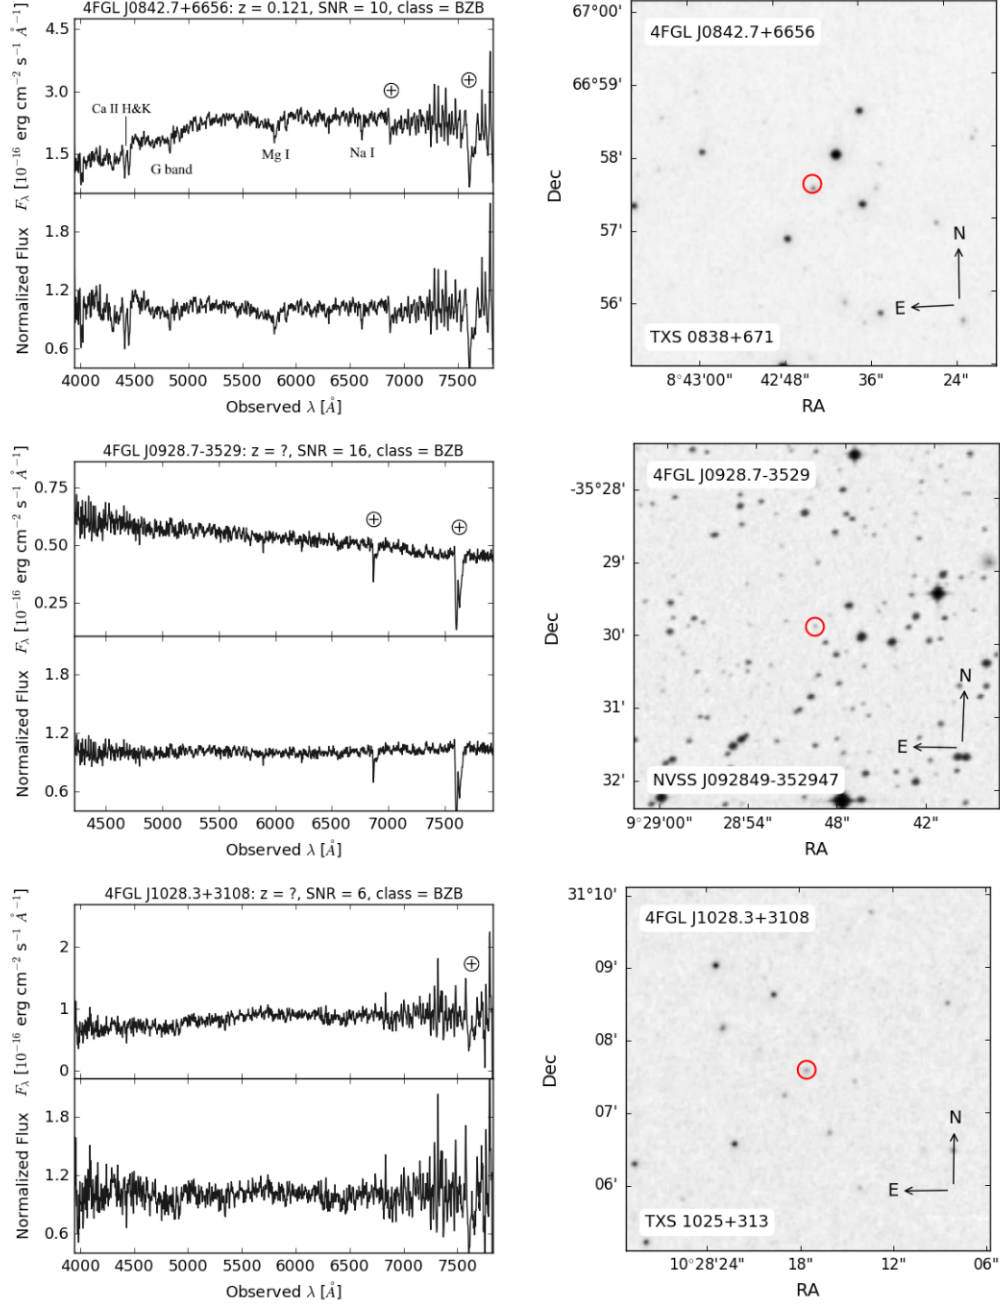 4FGL J0842.7+6656: z = 0.121, SNR = 10, class = BZB
Normalized Flux F_λ [10⁻¹⁶ erg cm⁻² s⁻¹ Å⁻¹]
4.5
3.0
1.5
Ca II H&K
G band
Mg I
Na I
⊕
⊕
1.8
1.2
0.6
4000 4500 5000 5500 6000 6500 7000 7500
Observed λ [Å]
67°00'
66°59'
58'
57'
56'
Dec
4FGL J0842.7+6656
N
E
TXS 0838+671
8°43'00" 42'48" 36" 24"
RA
4FGL J0928.7-3529: z = ?, SNR = 16, class = BZB
Normalized Flux F_λ [10⁻¹⁶ erg cm⁻² s⁻¹ Å⁻¹]
0.75
0.50
0.25
⊕
⊕
1.8
1.2
0.6
4500 5000 5500 6000 6500 7000 7500
Observed λ [Å]
-35°28'
29'
30'
31'
32'
Dec
4FGL J0928.7-3529
N
E
NVSS J092849-352947
9°29'00" 28'54" 48" 42"
RA
4FGL J1028.3+3108: z = ?, SNR = 6, class = BZB
Normalized Flux F_λ [10⁻¹⁶ erg cm⁻² s⁻¹ Å⁻¹]
2
1
0
⊕
1.8
1.2
0.6
4000 4500 5000 5500 6000 6500 7000 7500
Observed λ [Å]
31°10'
09'
08'
07'
06'
Dec
4FGL J1028.3+3108
N
E
TXS 1025+313
10°28'24" 18" 12" 06"
RA